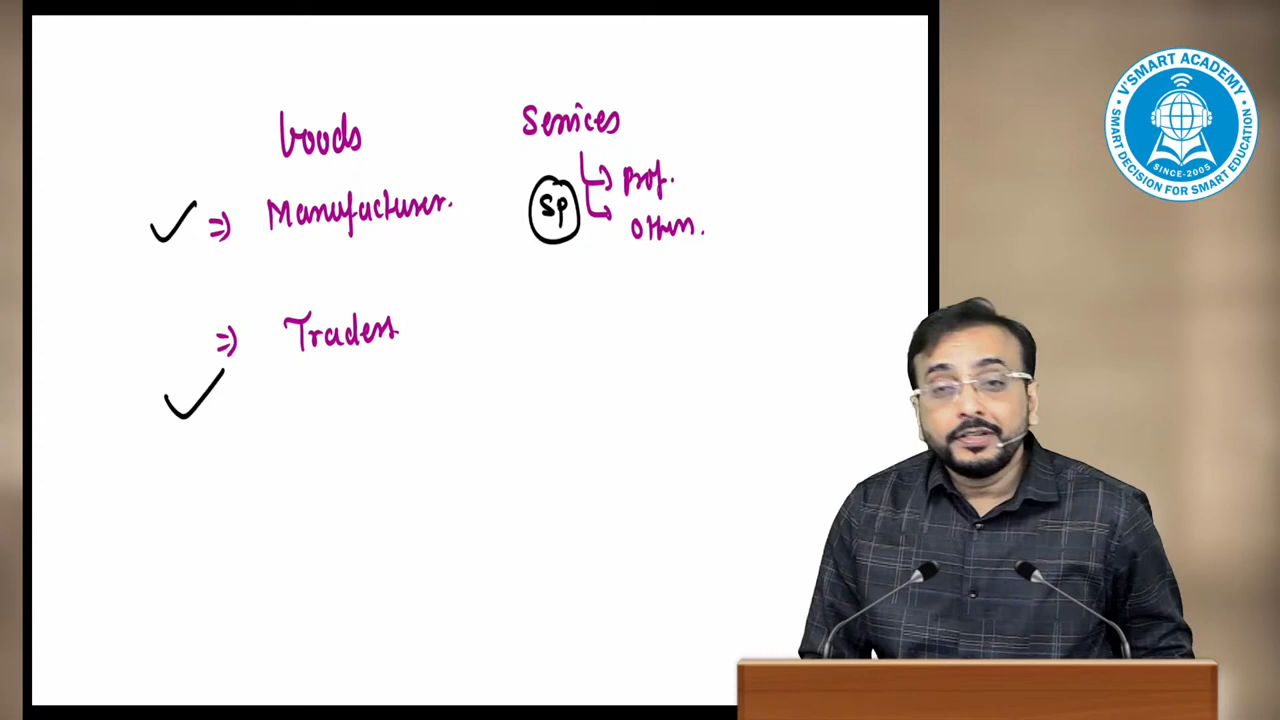 Goods
⇒ Manufacturer.
⇒ Traders
Services
→ Prof.
→ Others.
SP
V'SMART ACADEMY
SMART DECISION FOR SMART EDUCATION
SINCE-2005